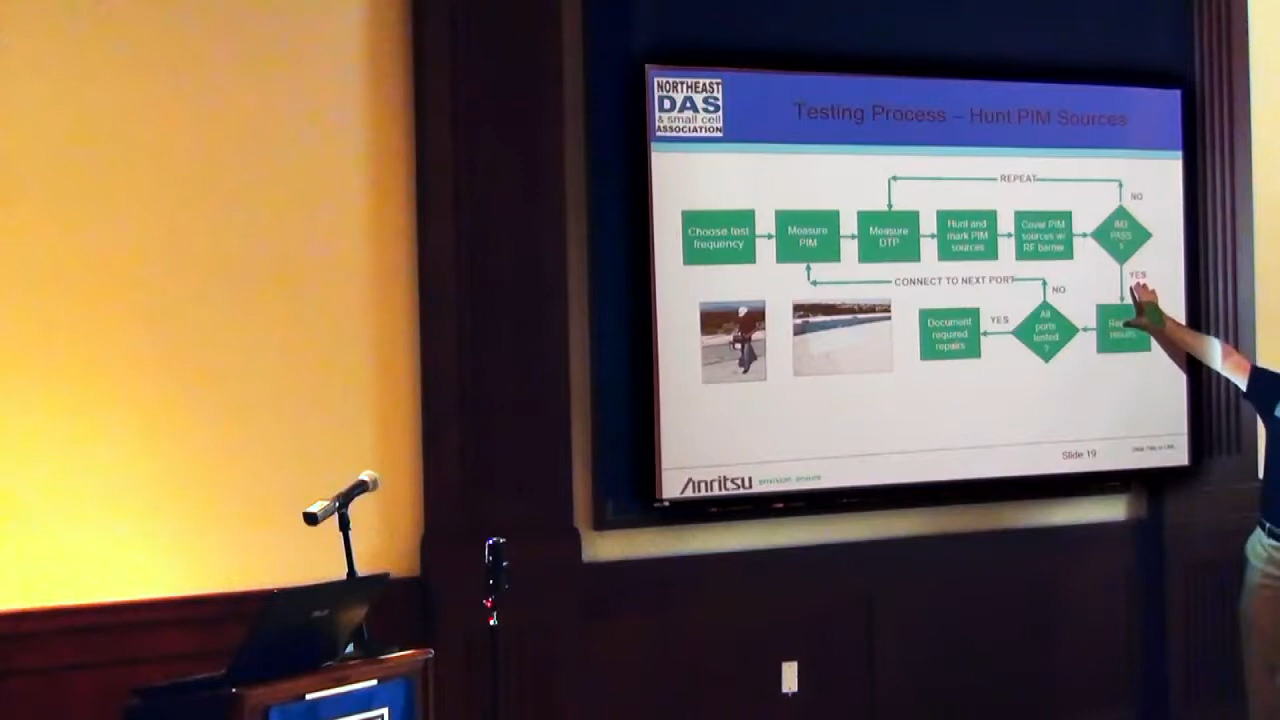 NORTHEAST
DAS
& small cell
ASSOCIATION
Testing Process – Hunt PIM Sources
REPEAT
NO
Choose test
frequency
Measure
PIM
Measure
DTP
Hunt and
mark PIM
sources
Cover PIM
sources w/
RF barrier
IM3
PASS
?
YES
CONNECT TO NEXT PORT
NO
Document
required
repairs
YES
All
ports
tested
?
results
Slide 19
Anritsu